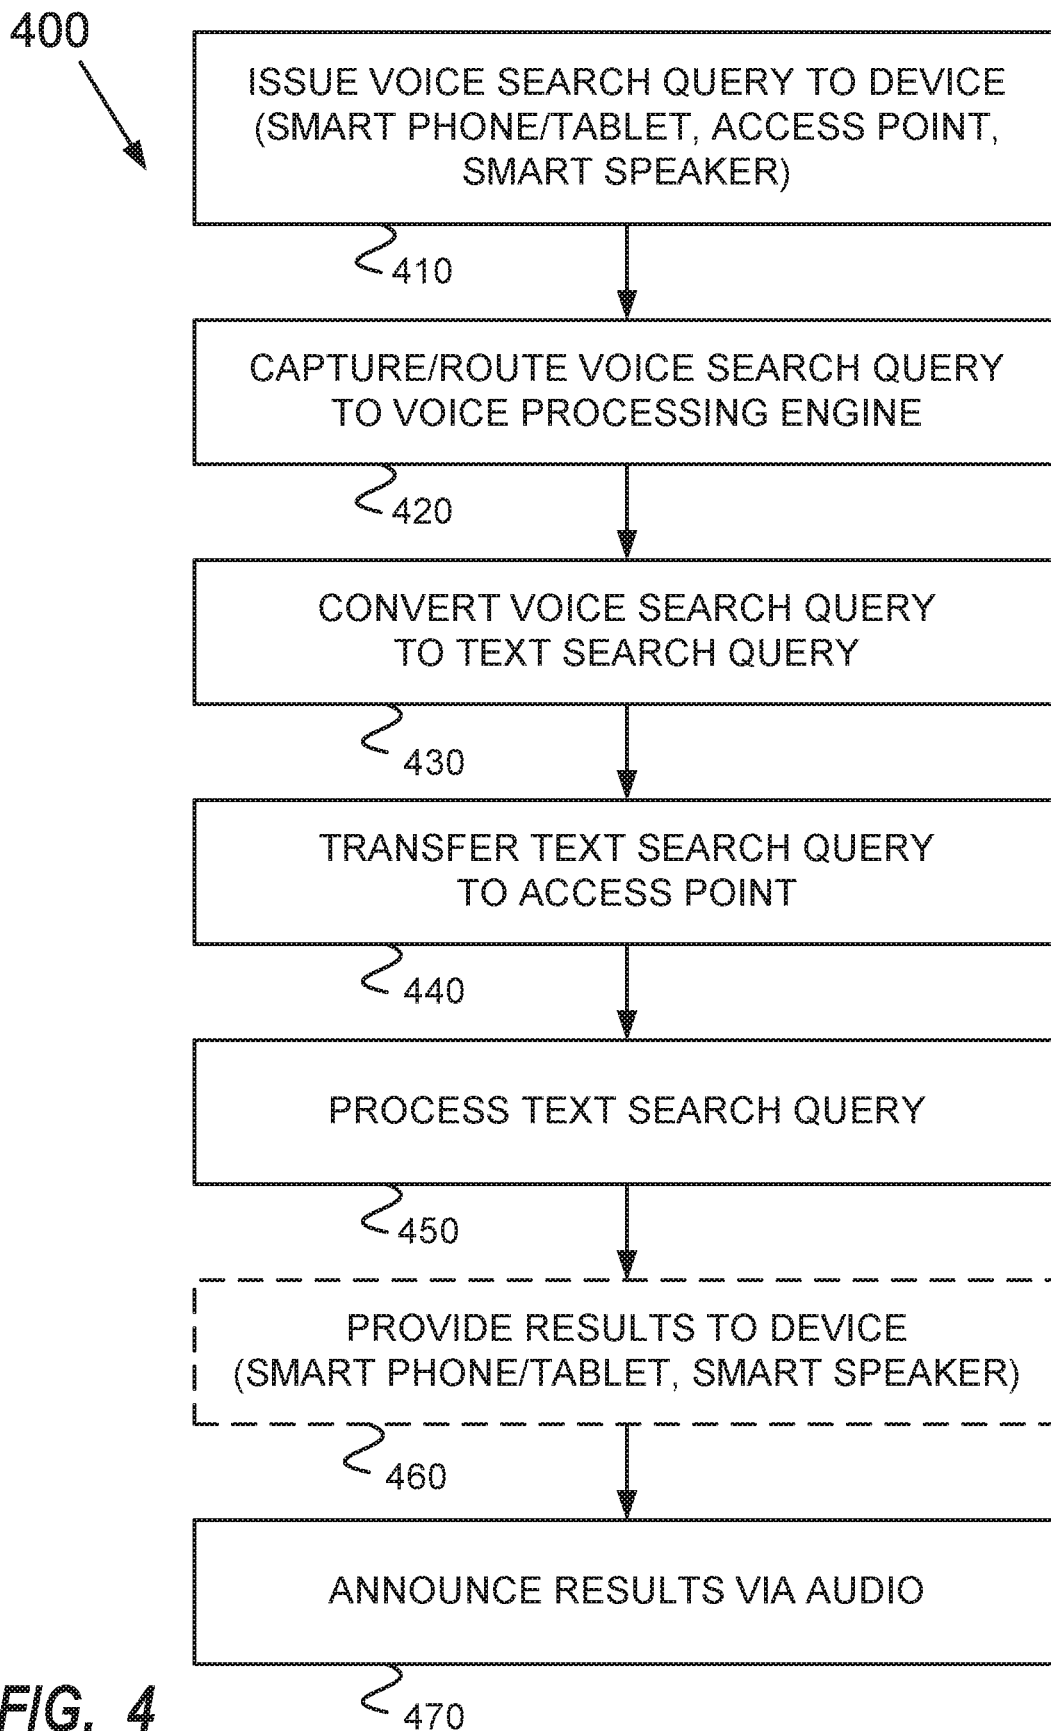 400
ISSUE VOICE SEARCH QUERY TO DEVICE
(SMART PHONE/TABLET, ACCESS POINT,
SMART SPEAKER)
410
CAPTURE/ROUTE VOICE SEARCH QUERY
TO VOICE PROCESSING ENGINE
420
CONVERT VOICE SEARCH QUERY
TO TEXT SEARCH QUERY
430
TRANSFER TEXT SEARCH QUERY
TO ACCESS POINT
440
PROCESS TEXT SEARCH QUERY
450
PROVIDE RESULTS TO DEVICE
(SMART PHONE/TABLET, SMART SPEAKER)
460
ANNOUNCE RESULTS VIA AUDIO
470
FIG. 4